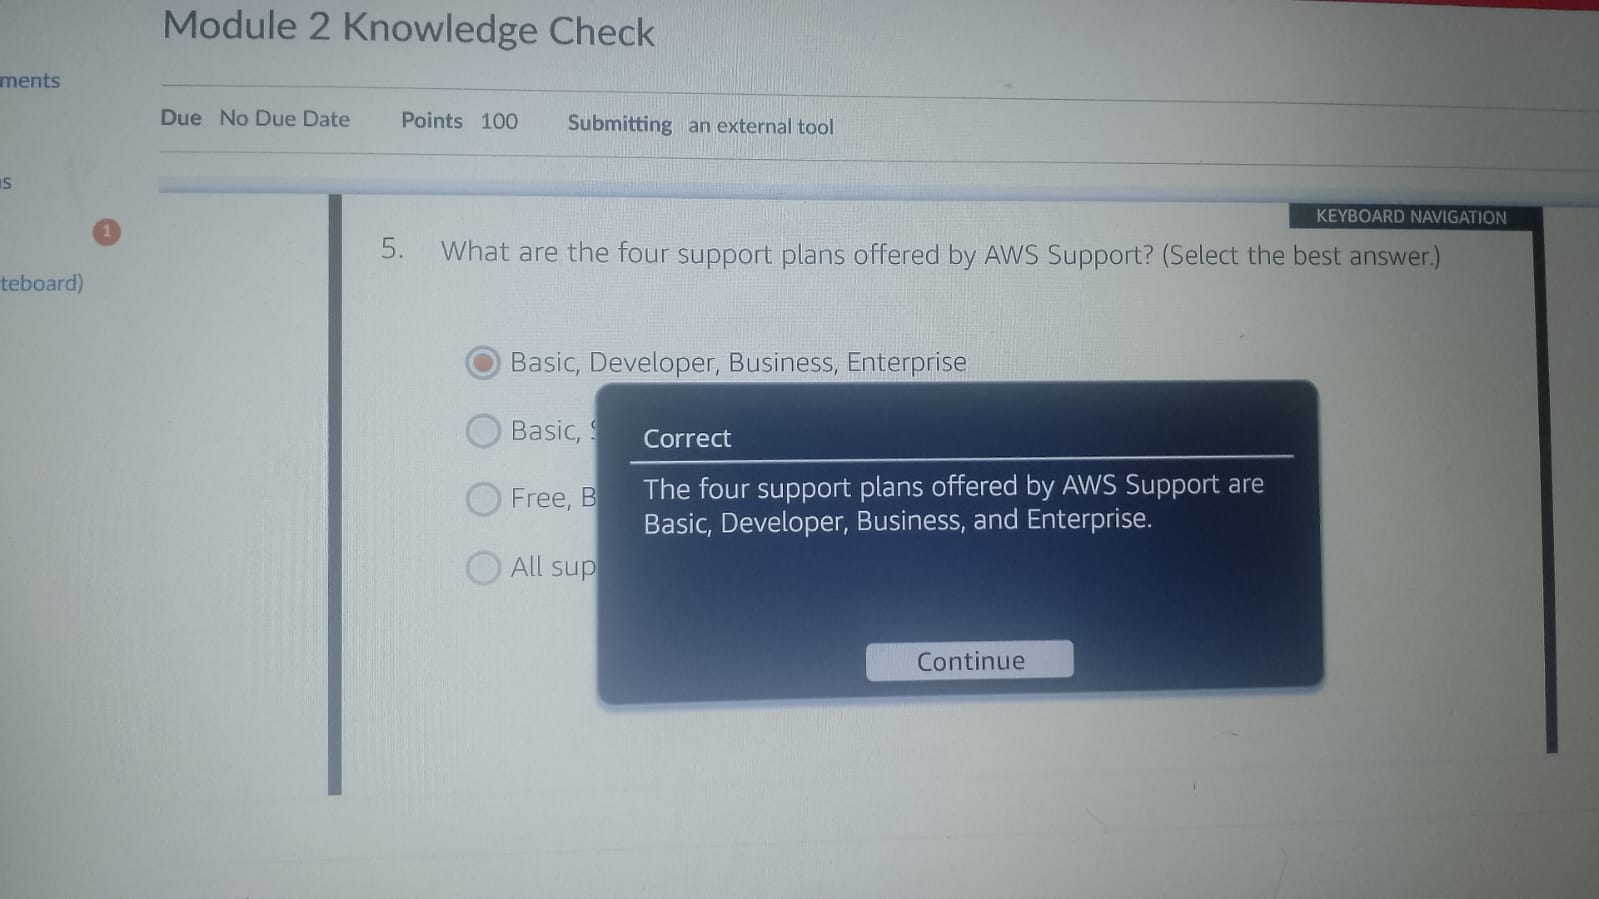 Module 2 Knowledge Check
ments
Due No Due Date Points 100 Submitting an external tool
s
1
KEYBOARD NAVIGATION
5. What are the four support plans offered by AWS Support? (Select the best answer.)
teboard)
Basic, Developer, Business, Enterprise
Basic,
Free, B
All sup
Correct
The four support plans offered by AWS Support are
Basic, Developer, Business, and Enterprise.
Continue